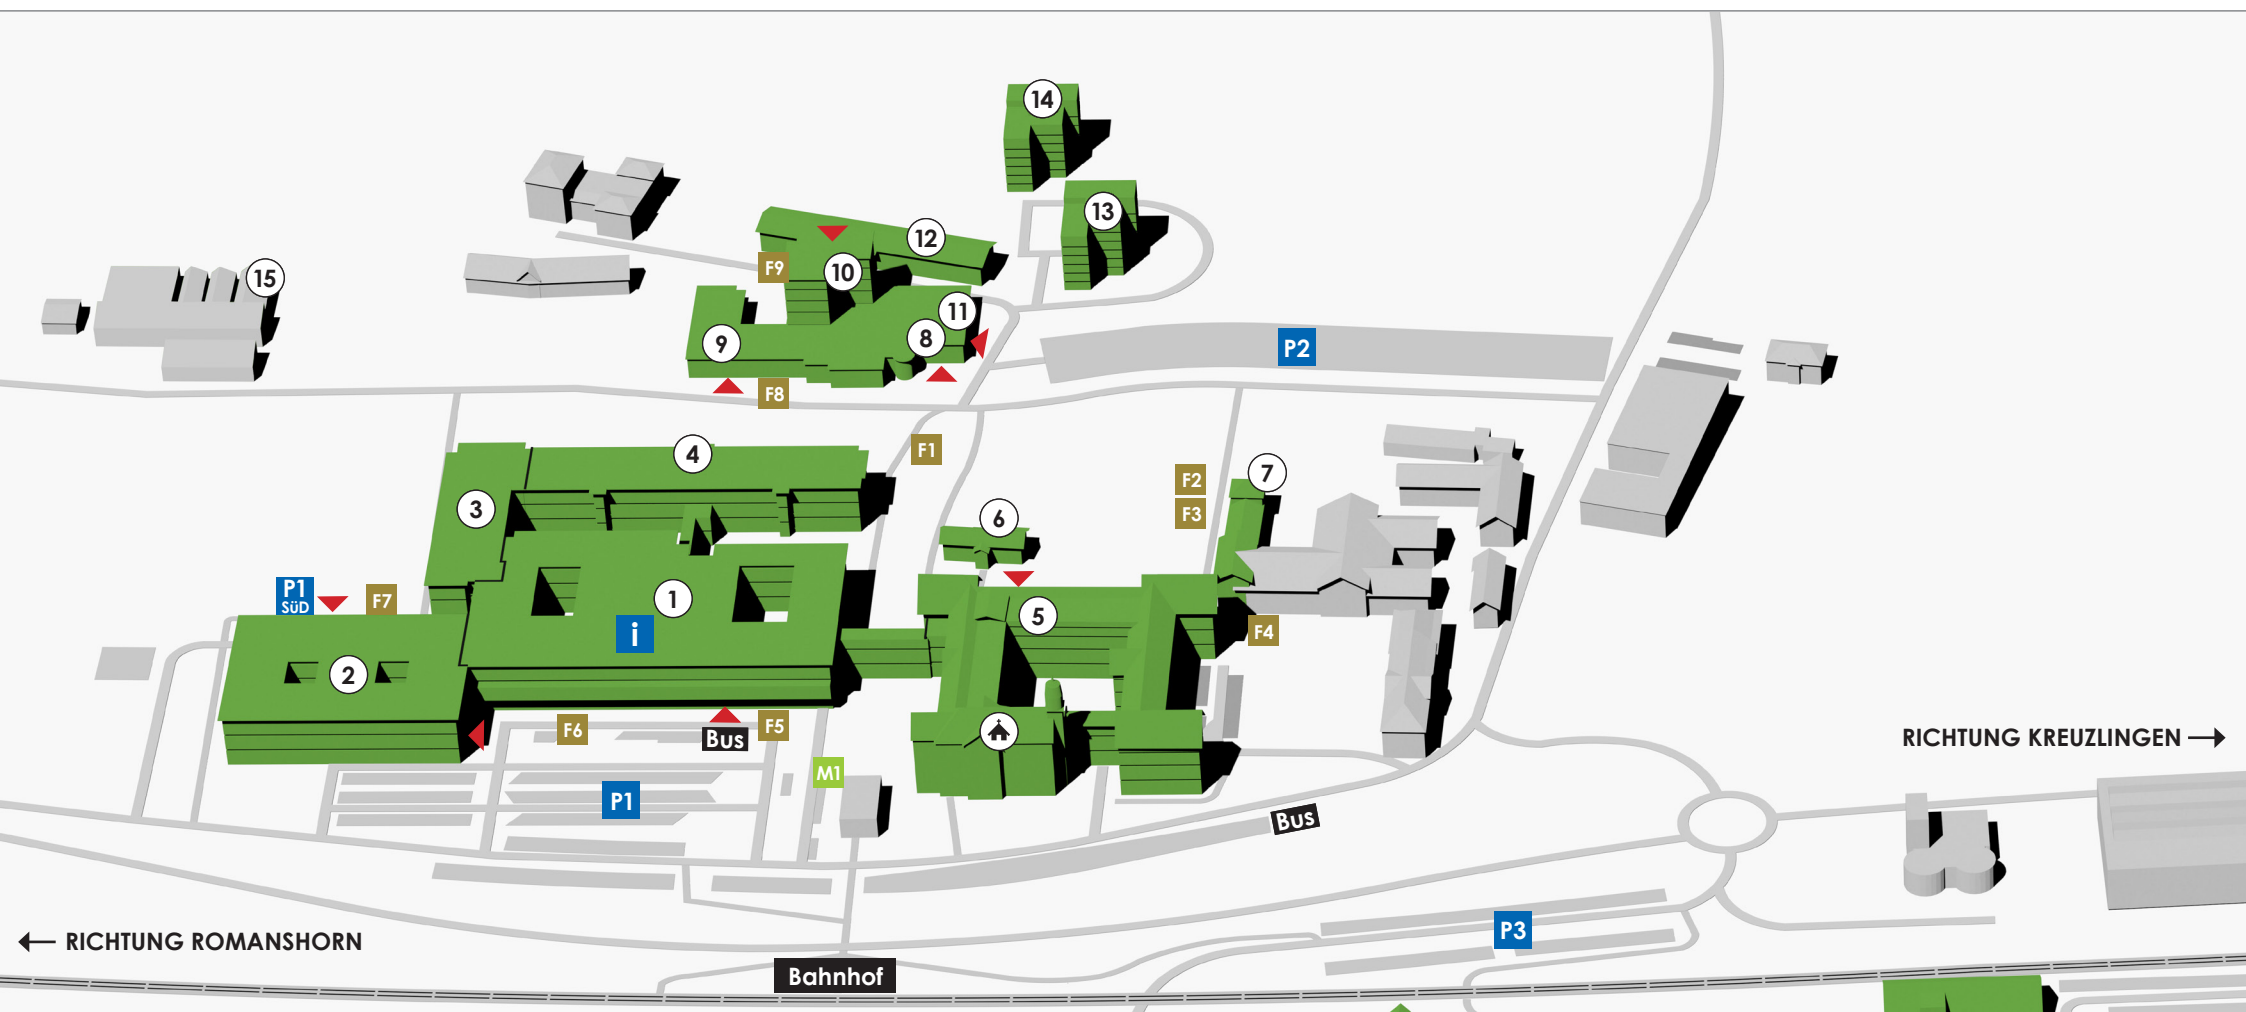 14
13
12
F9
10
15
11
8
9
P2
F8
F1
4
7
F2
3
F3
6
P1
SÜD
F7
1
5
i
F4
2
F6
F5
Bus
RICHTUNG KREUZLINGEN
M1
P1
Bus
P3
RICHTUNG ROMANSHORN
Bahnhof